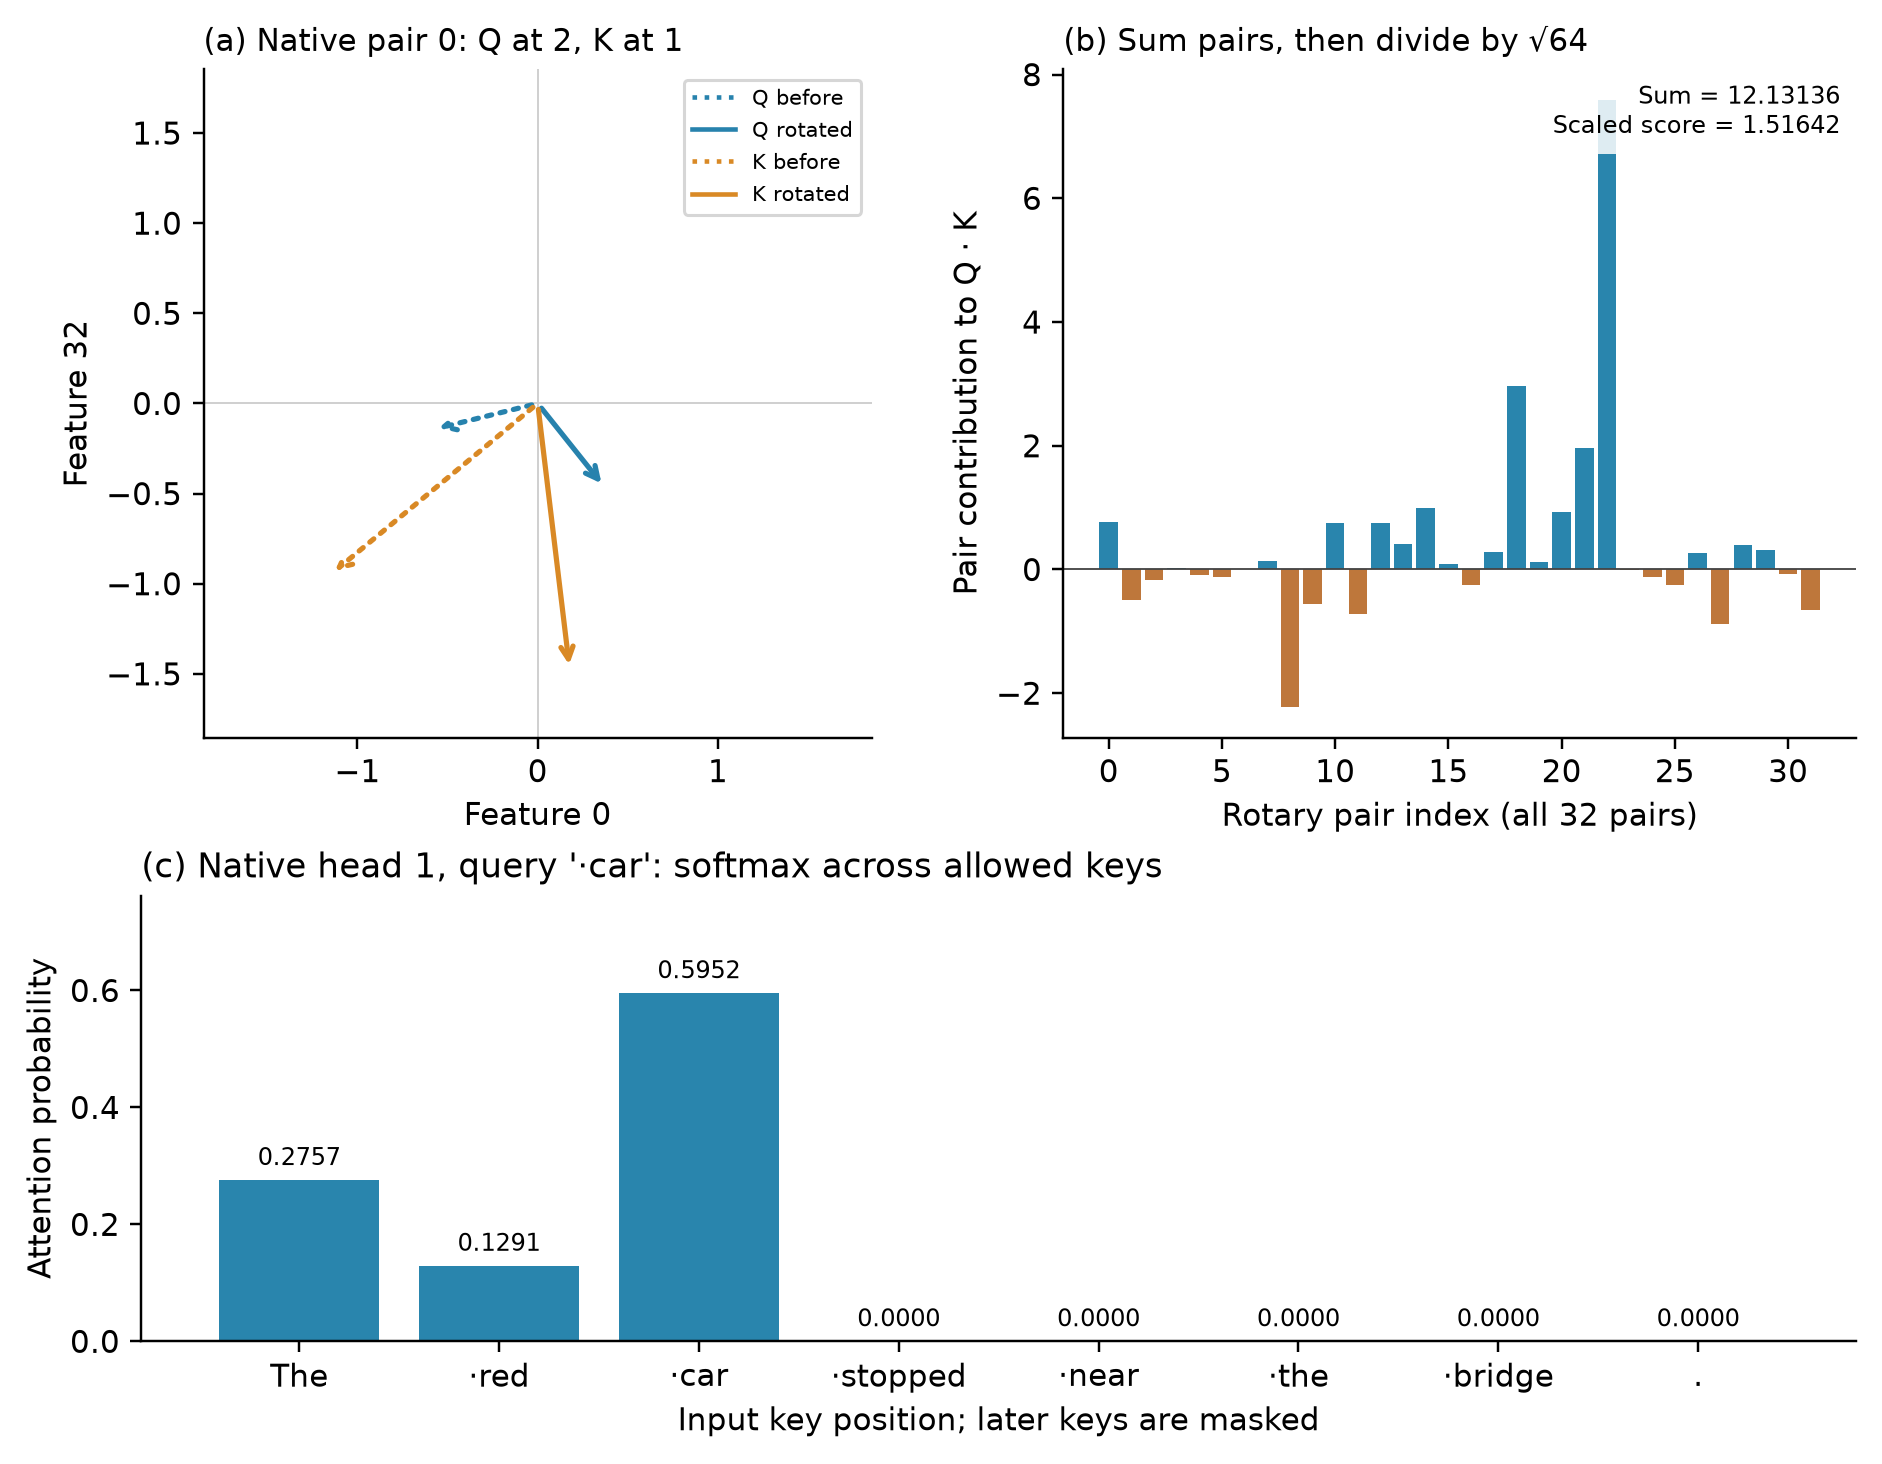 (a) Native pair 0: Q at 2, K at 1
Q before
Q rotated
K before
K rotated
1.5
1.0
0.5
0.0
−0.5
−1.0
−1.5
Feature 32
−1
0
1
Feature 0
(b) Sum pairs, then divide by √64
Sum = 12.13136
Scaled score = 1.51642
8
6
4
2
0
−2
Pair contribution to Q · K
0
5
10
15
20
25
30
Rotary pair index (all 32 pairs)
(c) Native head 1, query '·car': softmax across allowed keys
0.6
0.4
0.2
0.0
Attention probability
0.2757
0.1291
0.5952
0.0000
0.0000
0.0000
0.0000
0.0000
The
·red
·car
·stopped
·near
·the
·bridge
.
Input key position; later keys are masked